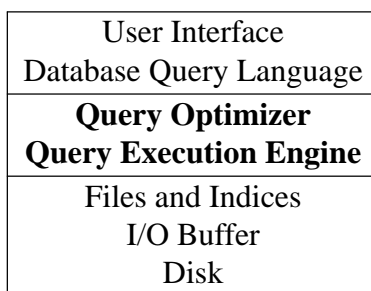 User Interface
Database Query Language
Query Optimizer
Query Execution Engine
Files and Indices
I/O Buffer
Disk